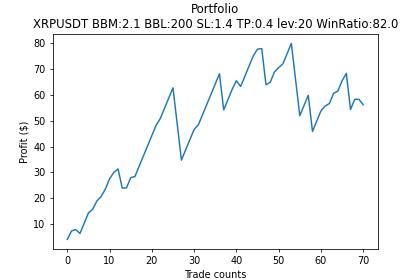 Portfolio
XRPUSDT BBM:2.1 BBL:200 SL:1.4 TP:0.4 lev:20 WinRatio:82.0
Profit ($)
80
70
60
50
40
30
20
10
0 10 20 30 40 50 60 70
Trade counts